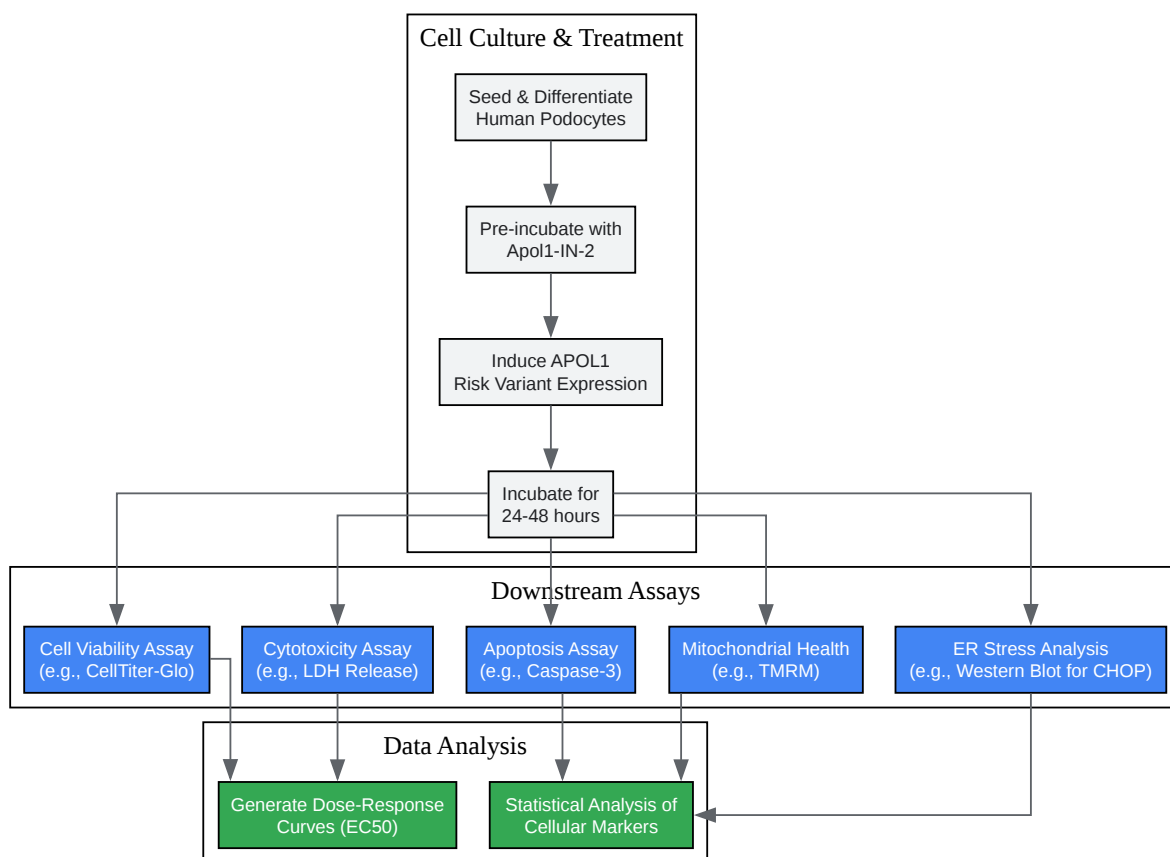 Cell Culture & Treatment
Seed & Differentiate
Human Podocytes
Pre-incubate with
Apol1-IN-2
Induce APOL1
Risk Variant Expression
Incubate for
24-48 hours
Downstream Assays
Cell Viability Assay
(e.g., CellTiter-Glo)
Cytotoxicity Assay
(e.g., LDH Release)
Apoptosis Assay
(e.g., Caspase-3)
Mitochondrial Health
(e.g., TMRM)
ER Stress Analysis
(e.g., Western Blot for CHOP)
Data Analysis
Generate Dose-Response
Curves (EC50)
Statistical Analysis of
Cellular Markers